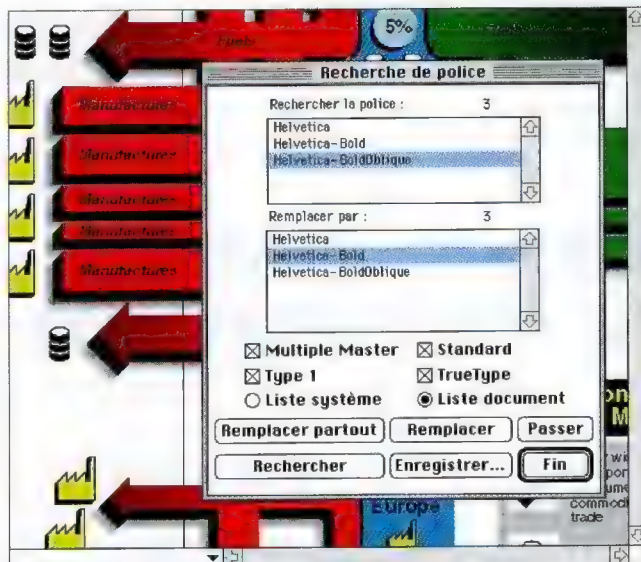 5%
Fuels
Recherche de police
Rechercher la police : 3
Helvetica
Helvetica-Bold
Helvetica-BoldOblique
Remplacer par : 3
Helvetica
Helvetica-Bold
Helvetica-BoldOblique
Multiple Master
Standard
Type 1
TrueType
Liste système
Liste document
Remplacer partout
Remplacer
Passer
Rechercher
Enregistrer...
Fin
Manufactures
Manufactures
Manufactures
Manufactures
Manufactures
Europe
commod
trade